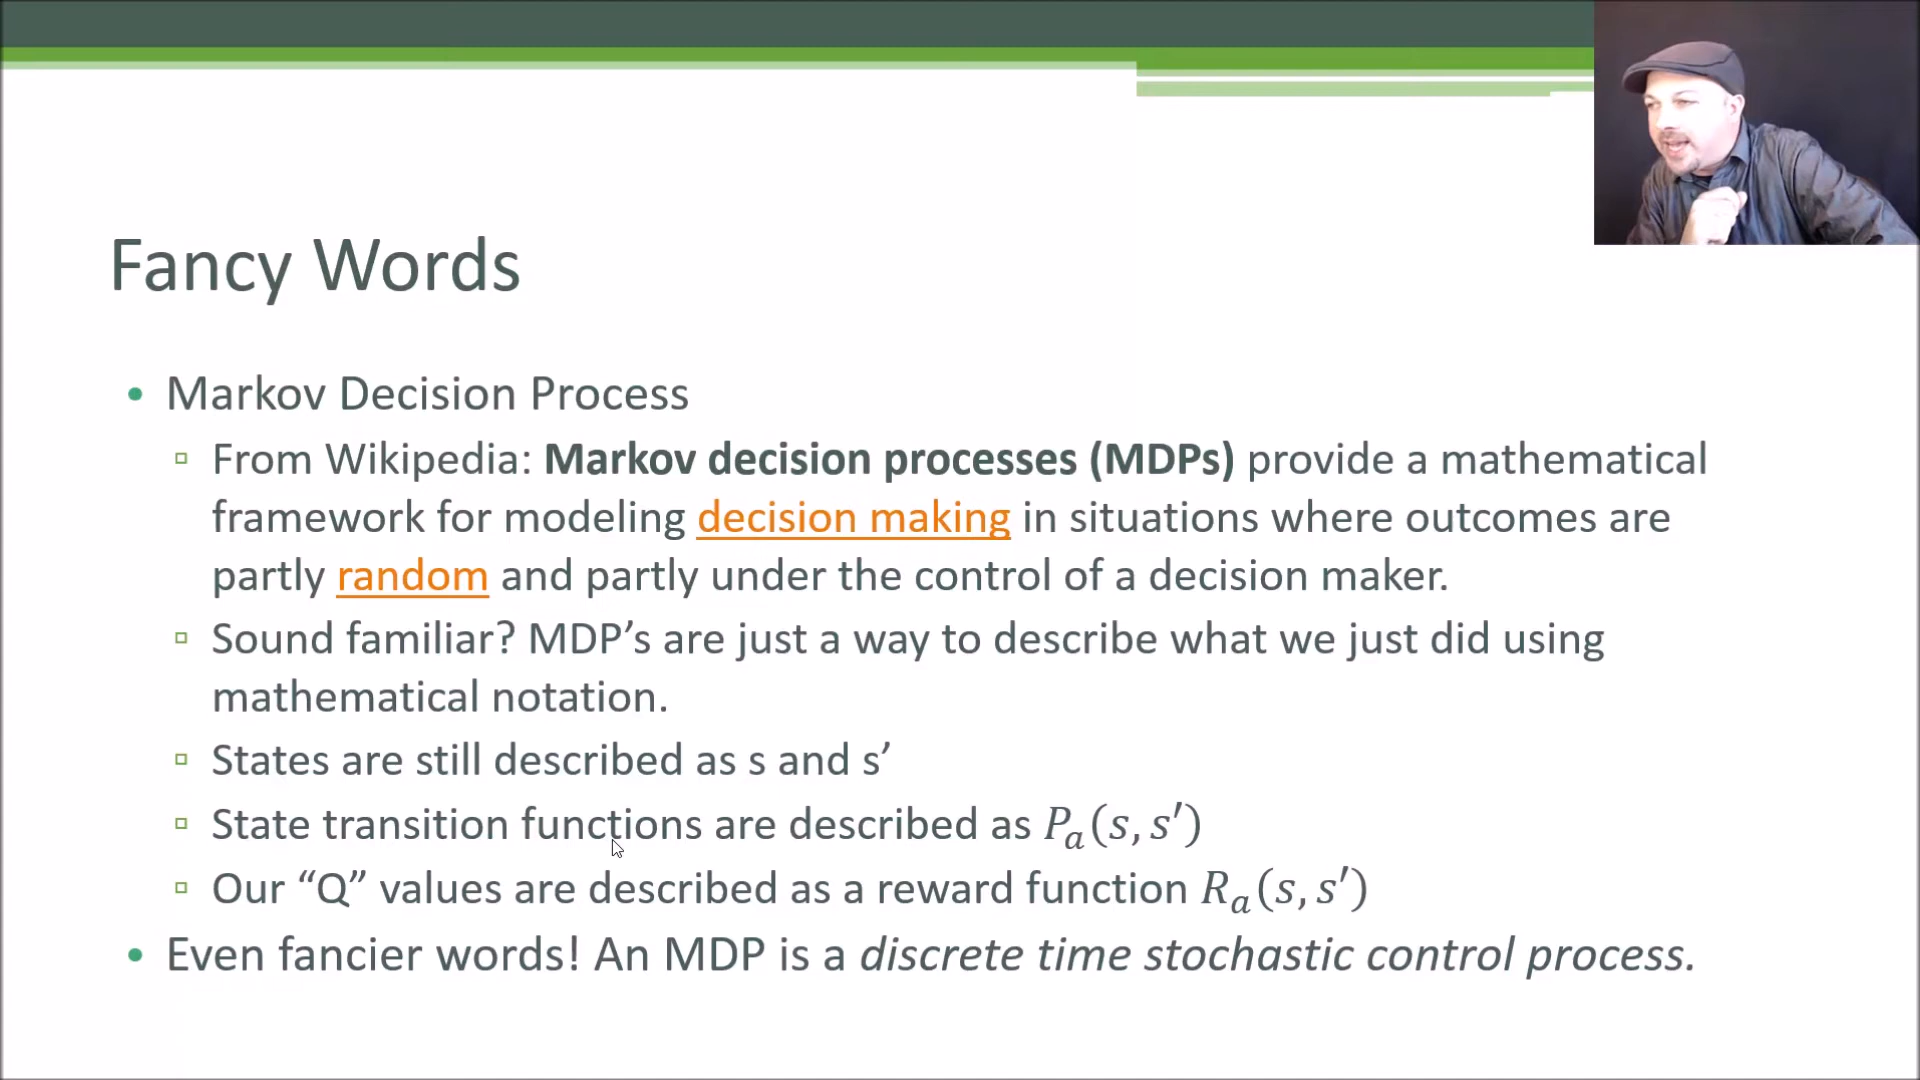 Fancy Words
• Markov Decision Process
▫ From Wikipedia: Markov decision processes (MDPs) provide a mathematical
framework for modeling decision making in situations where outcomes are
partly random and partly under the control of a decision maker.
▫ Sound familiar? MDP’s are just a way to describe what we just did using
mathematical notation.
▫ States are still described as s and s’
▫ State transition functions are described as Pₐ(s, s′)
▫ Our “Q” values are described as a reward function Rₐ(s, s′)
• Even fancier words! An MDP is a discrete time stochastic control process.